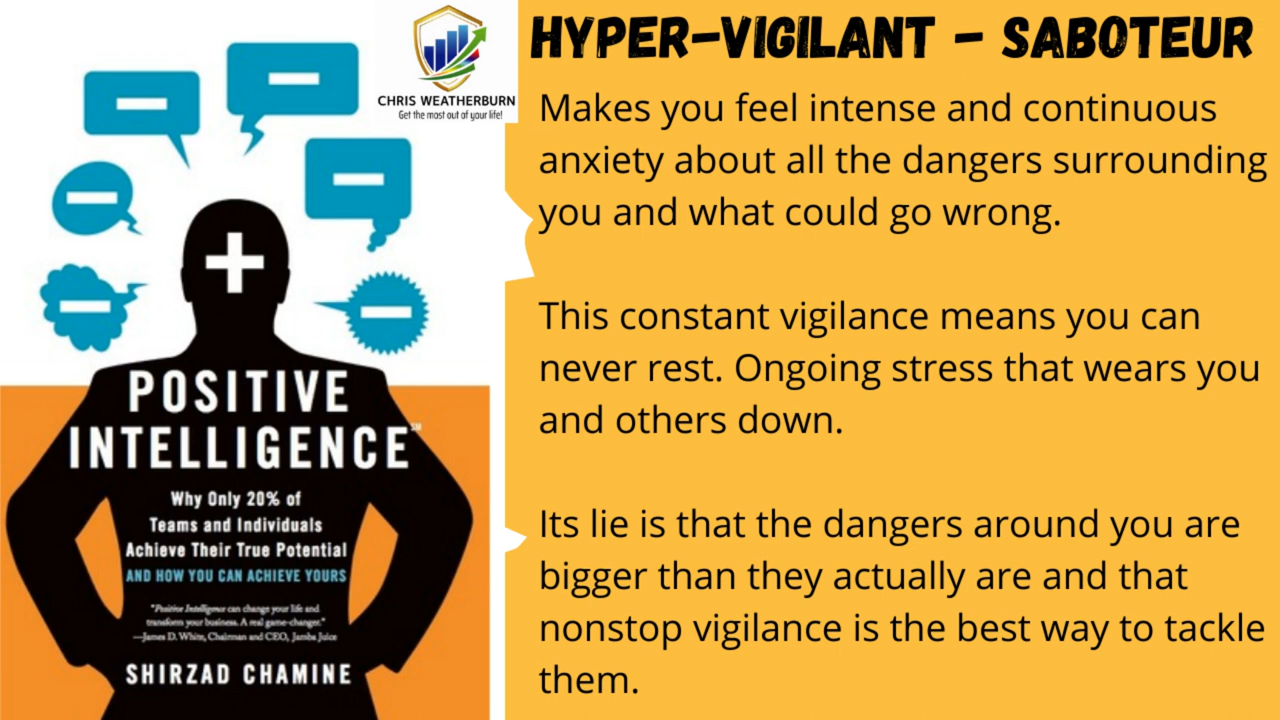 CHRIS WEATHERBURN
Get the most out of your life!
HYPER-VIGILANT - SABOTEUR
Makes you feel intense and continuous
anxiety about all the dangers surrounding
you and what could go wrong.
This constant vigilance means you can
never rest. Ongoing stress that wears you
and others down.
Its lie is that the dangers around you are
bigger than they actually are and that
nonstop vigilance is the best way to tackle
them.
POSITIVE
INTELLIGENCE℠
Why Only 20% of
Teams and Individuals
Achieve Their True Potential
AND HOW YOU CAN ACHIEVE YOURS
"Positive Intelligence can change your life and
transform your business. A real game-changer."
—James D. White, Chairman and CEO, Jamba Juice
SHIRZAD CHAMINE